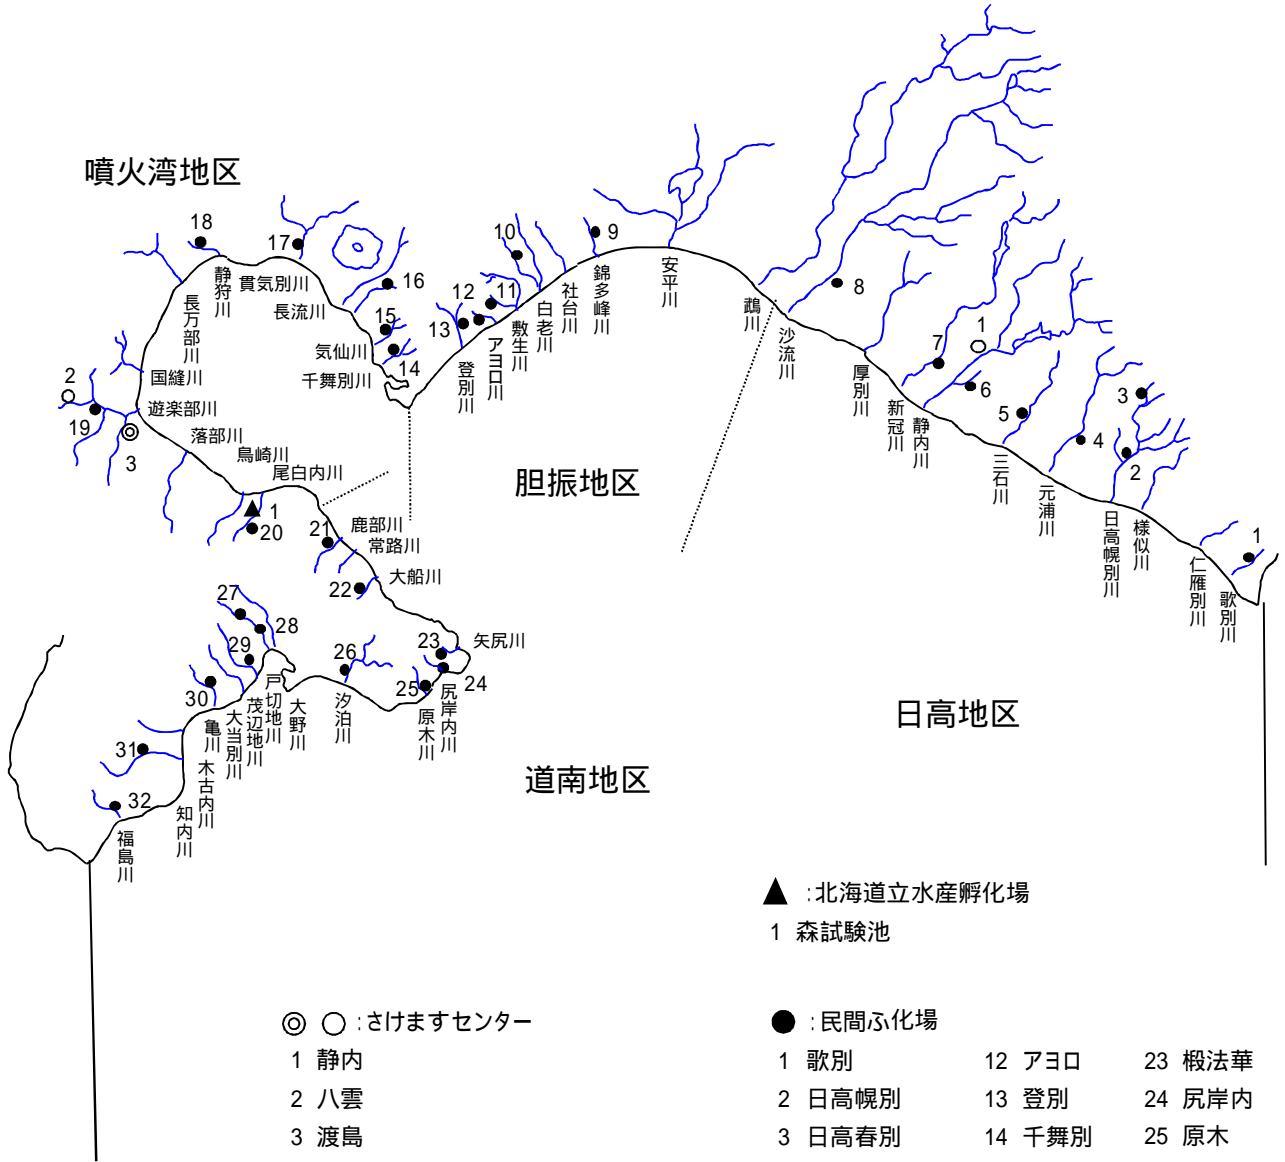 噴火湾地区
18
17
16
15
14
静狩川
貫気別川
長流川
長万部川
気仙川
千舞別川
国縫川
遊楽部川
落部川
鳥崎川
尾白内川
2
19
3
1
20
10
9
12
11
13
錦多峰川
社台川
白老川
敷生川
アヨロ川
登別川
安平川
鵡川
沙流川
胆振地区
8
7
1
6
5
4
3
2
1
厚別川
新冠川
静内川
三石川
元浦川
日高幌別川
様似川
仁雁別川
歌別川
日高地区
21
鹿部川
常路川
22
大船川
23
矢尻川
24
25
26
尻岸内川
原木川
汐泊川
大野川
戸切地川
茂辺地川
大当別川
亀川
木古内川
知内川
福島川
27
28
29
30
31
32
道南地区
▲ :北海道立水産孵化場
1 森試験池
◎ ○ :さけますセンター
1 静内
2 八雲
3 渡島
● :民間ふ化場
1 歌別
2 日高幌別
3 日高春別
12 アヨロ
13 登別
14 千舞別
23 椴法華
24 尻岸内
25 原木